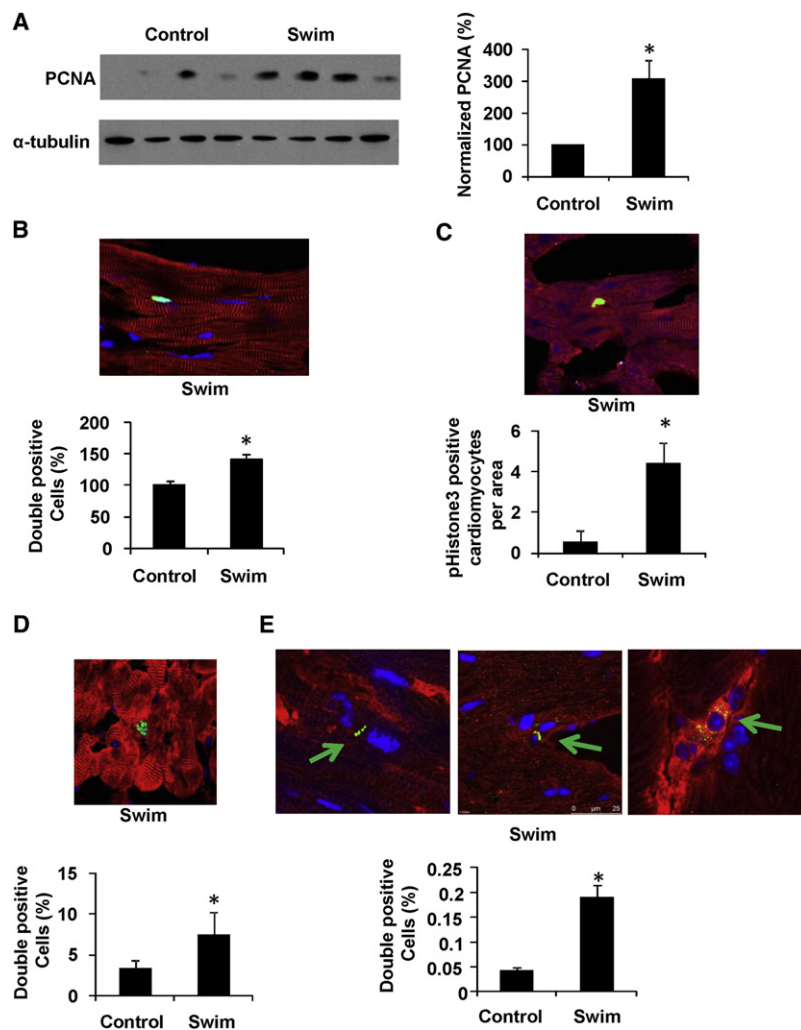 A
Control Swim
PCNA
α-tubulin
Normalized PCNA (%)
400
300
200
100
0
*
Control Swim
B
Swim
Double positive
Cells (%)
200
150
100
50
0
*
Control Swim
C
Swim
pHistone3 positive
cardiomyocytes
per area
6
4
2
0
*
Control Swim
D
Swim
Double positive
Cells (%)
15
10
5
0
*
Control Swim
E
0 µm 25
Swim
Double positive
Cells (%)
0.25
0.2
0.15
0.1
0.05
0
*
Control Swim